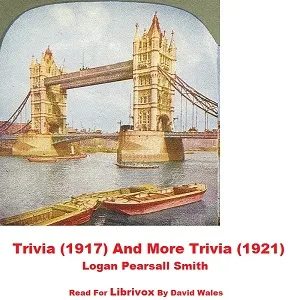 Trivia (1917) And More Trivia (1921)
Logan Pearsall Smith
Read For Librivox By David Wales